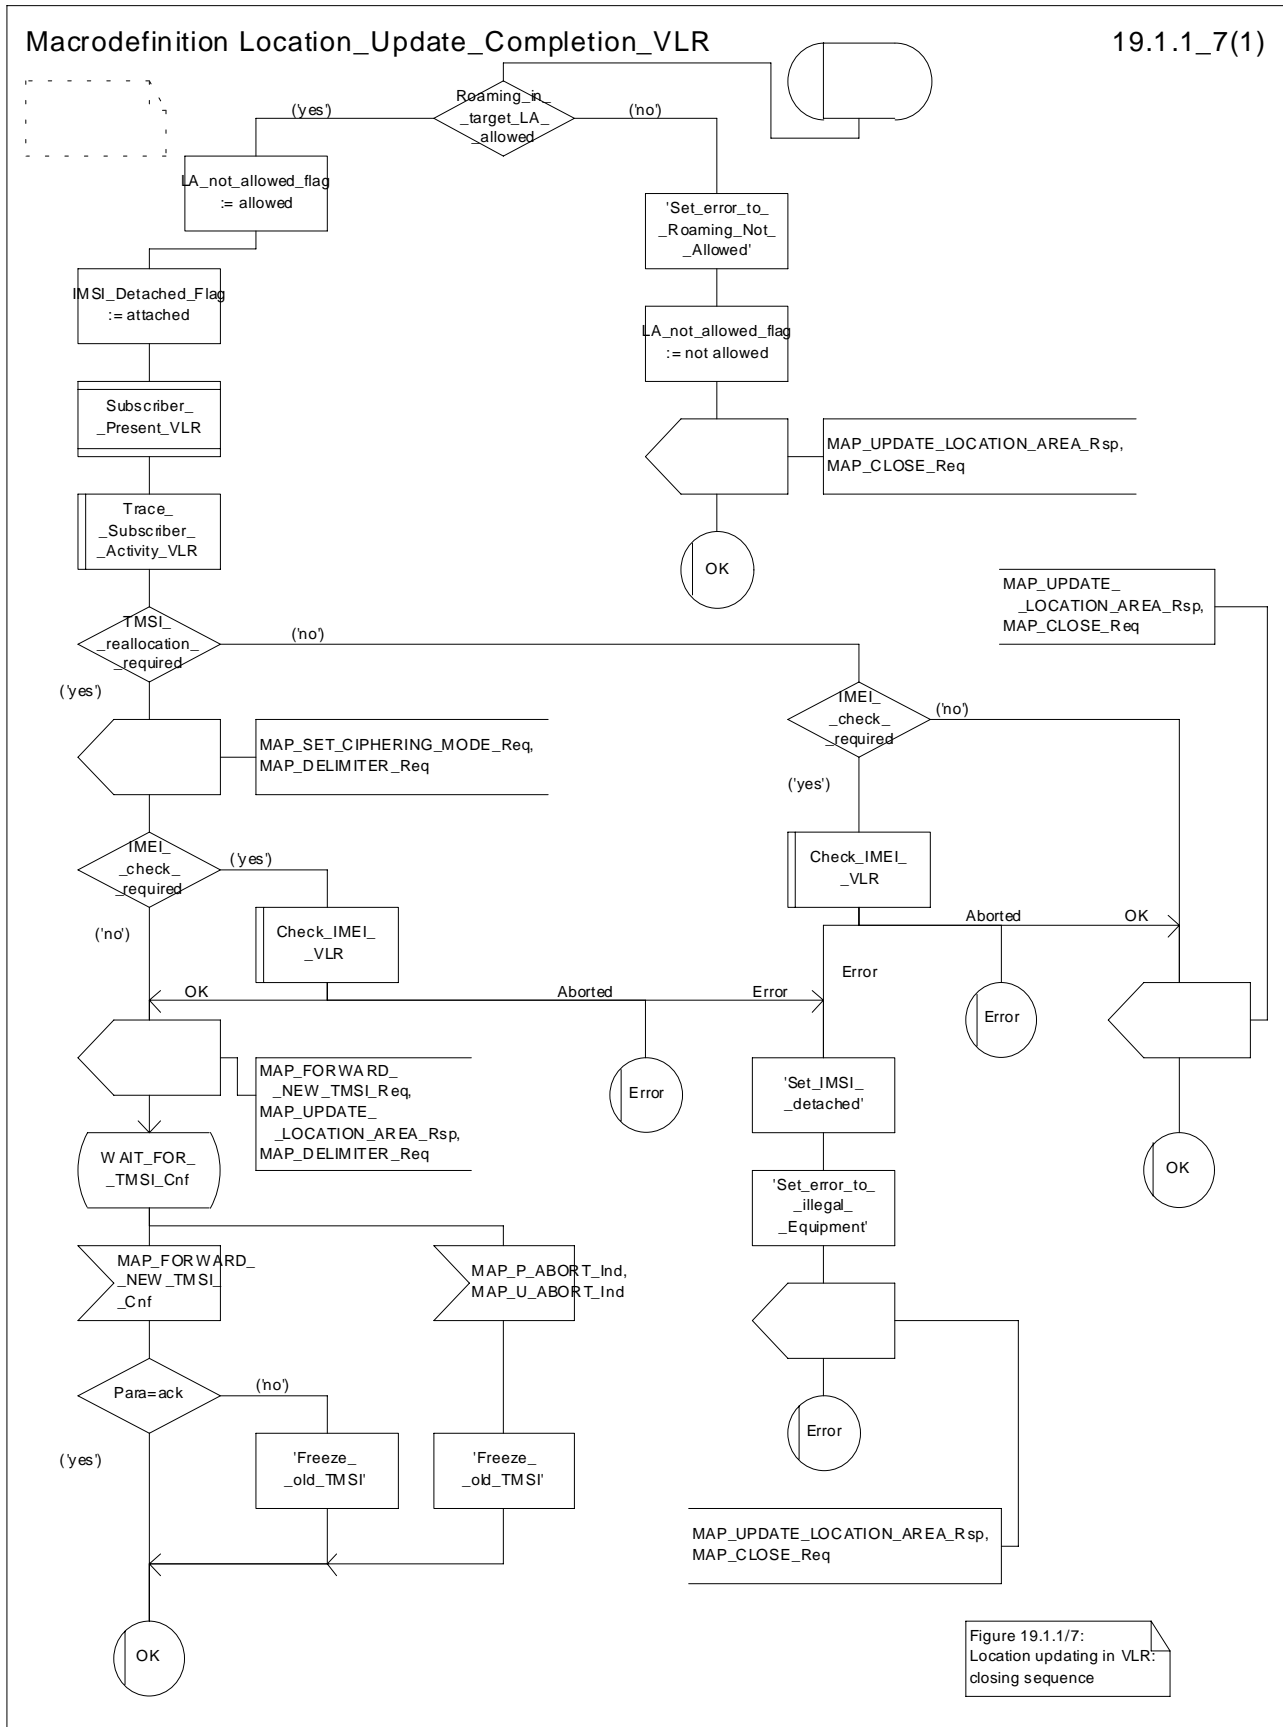 Macrodefinition Location_Update_Completion_VLR
19.1.1_7(1)
('yes')
Roaming_in_
_target_LA_
_allowed
('no')
LA_not_allowed_flag
:= allowed
'Set_error_to_
_Roaming_Not_
_Allowed'
IMSI_Detached_Flag
:= attached
LA_not_allowed_flag
:= not allowed
Subscriber_
_Present_VLR
MAP_UPDATE_LOCATION_AREA_Rsp,
MAP_CLOSE_Req
Trace_
_Subscriber_
_Activity_VLR
OK
MAP_UPDATE_
_LOCATION_AREA_Rsp,
MAP_CLOSE_Req
TMSI_
_reallocation_
_required
('no')
('yes')
IMEI_
_check_
_required
('no')
MAP_SET_CIPHERING_MODE_Req,
MAP_DELIMITER_Req
('yes')
IMEI_
_check_
_required
('yes')
Check_IMEI_
_VLR
('no')
Check_IMEI_
_VLR
Aborted
OK
Error
OK
Aborted
Error
Error
MAP_FORWARD_
_NEW_TMSI_Req,
MAP_UPDATE_
_LOCATION_AREA_Rsp,
MAP_DELIMITER_Req
Error
'Set_IMSI_
_detached'
WAIT_FOR_
_TMSI_Cnf
OK
'Set_error_to_
_illegal_
_Equipment'
MAP_FORWARD_
_NEW_TMSI_
_Cnf
MAP_P_ABORT_Ind,
MAP_U_ABORT_Ind
Para=ack
('no')
('yes')
'Freeze_
_old_TMSI'
'Freeze_
_old_TMSI'
Error
MAP_UPDATE_LOCATION_AREA_Rsp,
MAP_CLOSE_Req
OK
Figure 19.1.1/7:
Location updating in VLR:
closing sequence